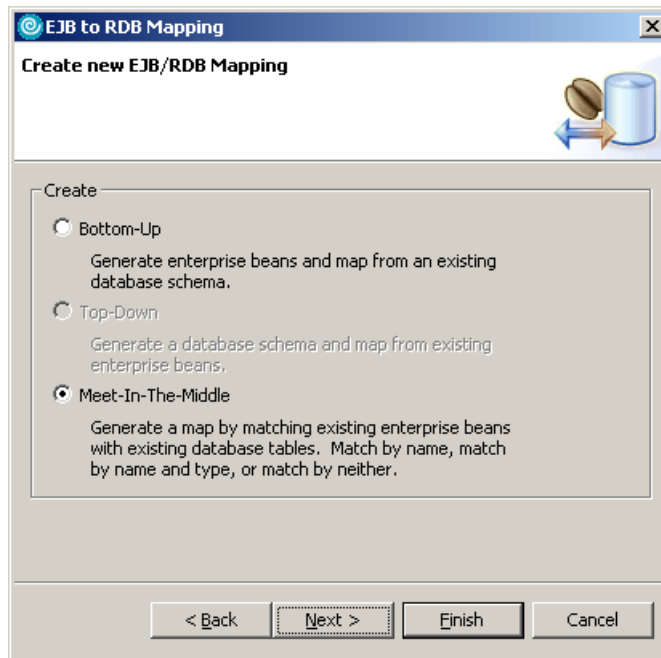 EJB to RDB Mapping
Create new EJB/RDB Mapping
Create
Bottom-Up
Generate enterprise beans and map from an existing
database schema.
Top-Down
Generate a database schema and map from existing
enterprise beans.
Meet-In-The-Middle
Generate a map by matching existing enterprise beans
with existing database tables.  Match by name, match
by name and type, or match by neither.
< Back
Next >
Finish
Cancel